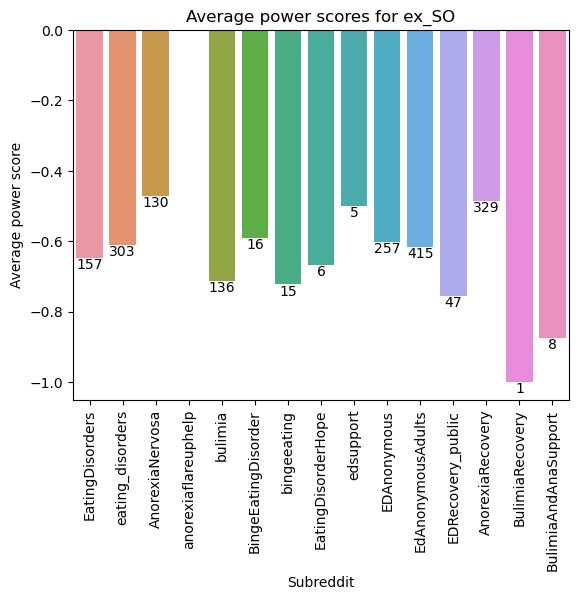 Average power scores for ex_SO
Average power score
0.0
−0.2
−0.4
−0.6
−0.8
−1.0
157
303
130
136
16
15
6
5
257
415
47
329
1
8
EatingDisorders
eating_disorders
AnorexiaNervosa
anorexiaflareuphelp
bulimia
BingeEatingDisorder
bingeeating
EatingDisorderHope
edsupport
EDAnonymous
EdAnonymousAdults
EDRecovery_public
AnorexiaRecovery
BulimiaRecovery
BulimiaAndAnaSupport
Subreddit